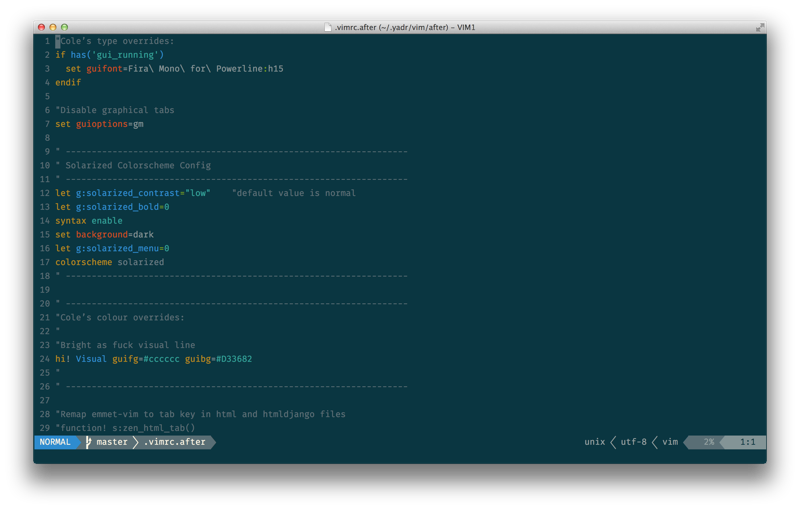 .vimrc.after (~/.yadr/vim/after) – VIM1
1 "Cole's type overrides:
2 if has('gui_running')
3   set guifont=Fira\ Mono\ for\ Powerline:h15
4 endif
5
6 "Disable graphical tabs
7 set guioptions=gm
8
9 " -----------------------------------------------------------------
10 " Solarized Colorscheme Config
11 " -----------------------------------------------------------------
12 let g:solarized_contrast="low"    "default value is normal
13 let g:solarized_bold=0
14 syntax enable
15 set background=dark
16 let g:solarized_menu=0
17 colorscheme solarized
18 " -----------------------------------------------------------------
19
20 " -----------------------------------------------------------------
21 "Cole's colour overrides:
22 "
23 "Bright as fuck visual line
24 hi! Visual guifg=#cccccc guibg=#D33682
25 "
26 " -----------------------------------------------------------------
27
28 "Remap emmet-vim to tab key in html and htmldjango files
29 "function! s:zen_html_tab()
NORMAL master .vimrc.after unix utf-8 vim 2% 1:1